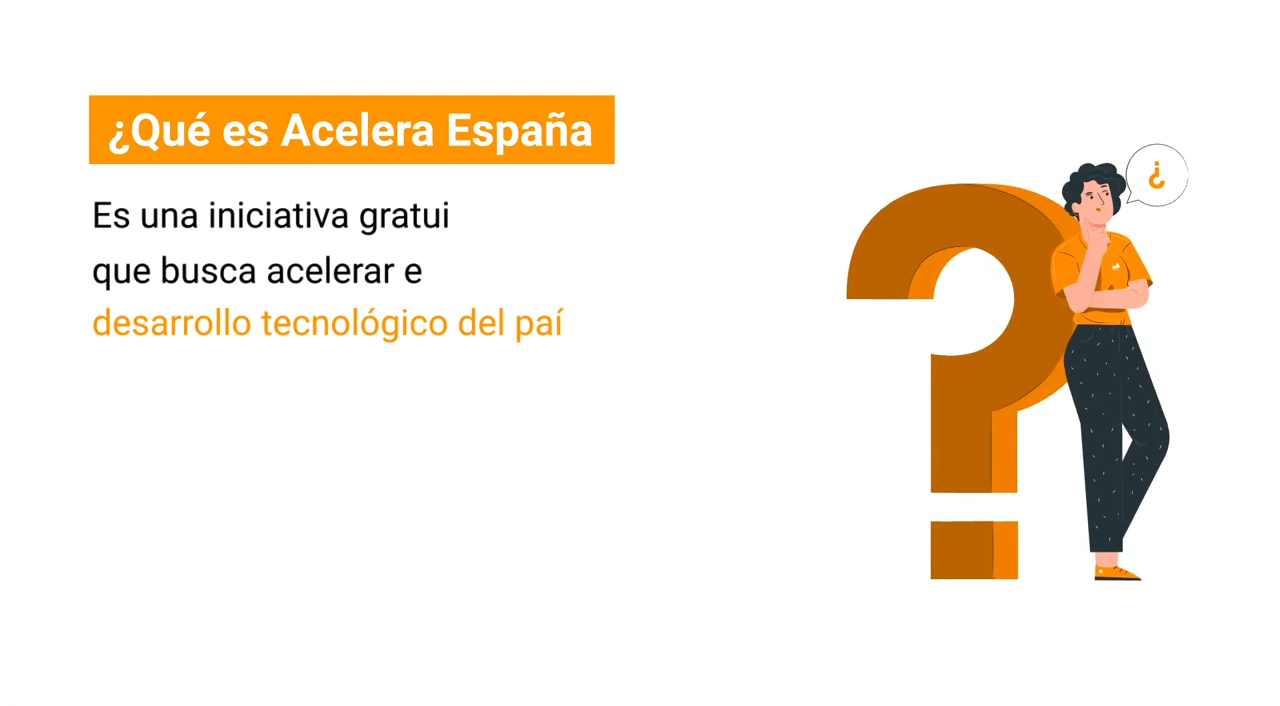 ¿Qué es Acelera España
Es una iniciativa gratui
que busca acelerar e
desarrollo tecnológico del paí
¿